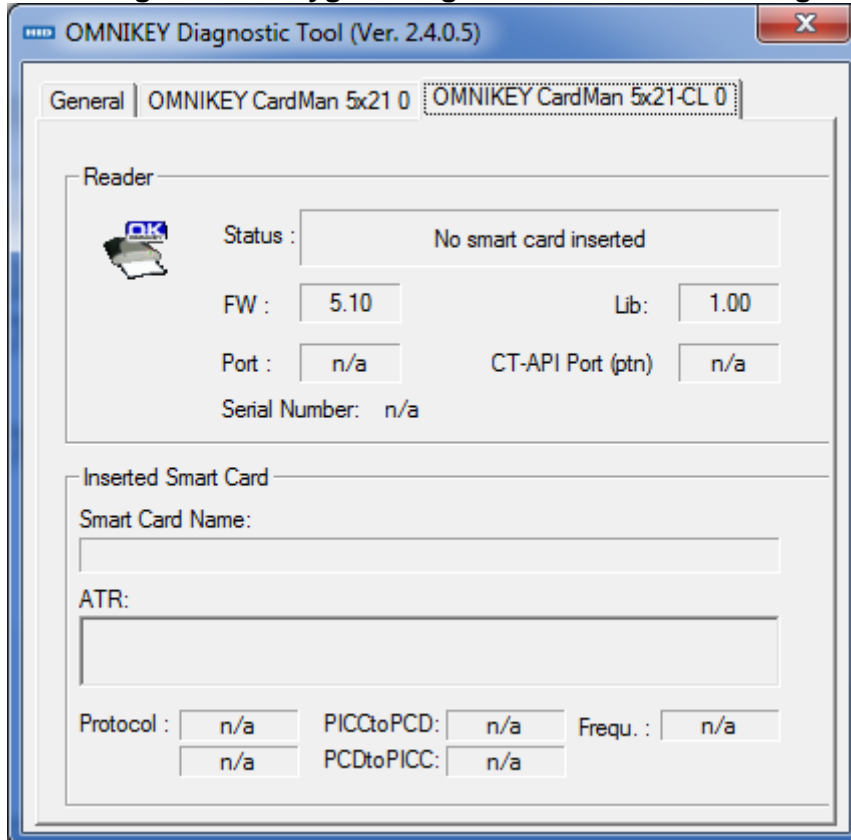 HID OMNIKEY Diagnostic Tool (Ver. 2.4.0.5)
General OMNIKEY CardMan 5x21 0 OMNIKEY CardMan 5x21-CL 0
Reader
OK
Status : No smart card inserted
FW : 5.10 Lib: 1.00
Port : n/a CT-API Port (ptn) n/a
Serial Number: n/a
Inserted Smart Card
Smart Card Name:
ATR:
Protocol : n/a PICCtoPCD: n/a Frequ. : n/a
n/a PCDtoPICC: n/a